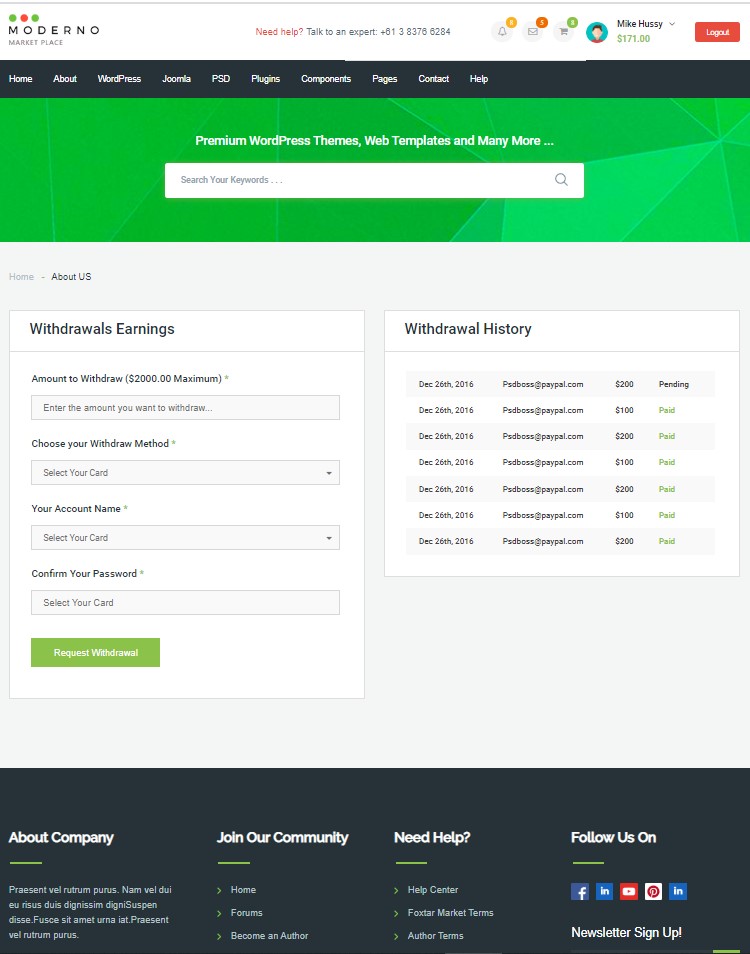 MODERNO
MARKET PLACE
Need help? Talk to an expert: +61 3 8376 6284
8
5
8
Mike Hussy
$171.00
Logout
Home About WordPress Joomla PSD Plugins Components Pages Contact Help
Premium WordPress Themes, Web Templates and Many More ...
Search Your Keywords . . .
Home - About US
Withdrawals Earnings
Amount to Withdraw ($2000.00 Maximum) *
Enter the amount you want to withdraw...
Choose your Withdraw Method *
Select Your Card
Your Account Name *
Select Your Card
Confirm Your Password *
Select Your Card
Request Withdrawal
Withdrawal History
Dec 26th, 2016 Psdboss@paypal.com $200 Pending
Dec 26th, 2016 Psdboss@paypal.com $100 Paid
Dec 26th, 2016 Psdboss@paypal.com $200 Paid
Dec 26th, 2016 Psdboss@paypal.com $100 Paid
Dec 26th, 2016 Psdboss@paypal.com $200 Paid
Dec 26th, 2016 Psdboss@paypal.com $100 Paid
Dec 26th, 2016 Psdboss@paypal.com $200 Paid
About Company
Praesent vel rutrum purus. Nam vel dui
eu risus duis dignissim digniSuspen
disse.Fusce sit amet urna iat.Praesent
vel rutrum purus.
Join Our Community
Home
Forums
Become an Author
Need Help?
Help Center
Foxtar Market Terms
Author Terms
Follow Us On
Newsletter Sign Up!